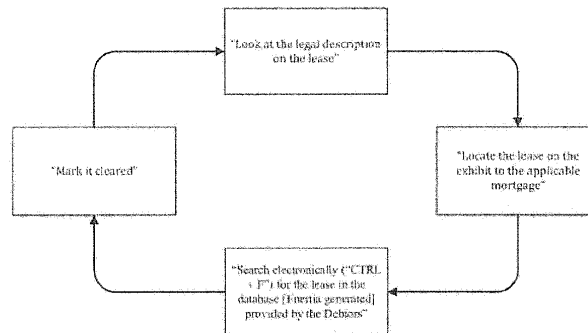 "Look at the legal description
on the lease"
"Locate the lease on the
exhibit to the applicable
mortgage"
"Mark it cleared"
"Search electronically ("CTRL
+ F") for the lease in the
database [Enertia generated]
provided by the Debtors"